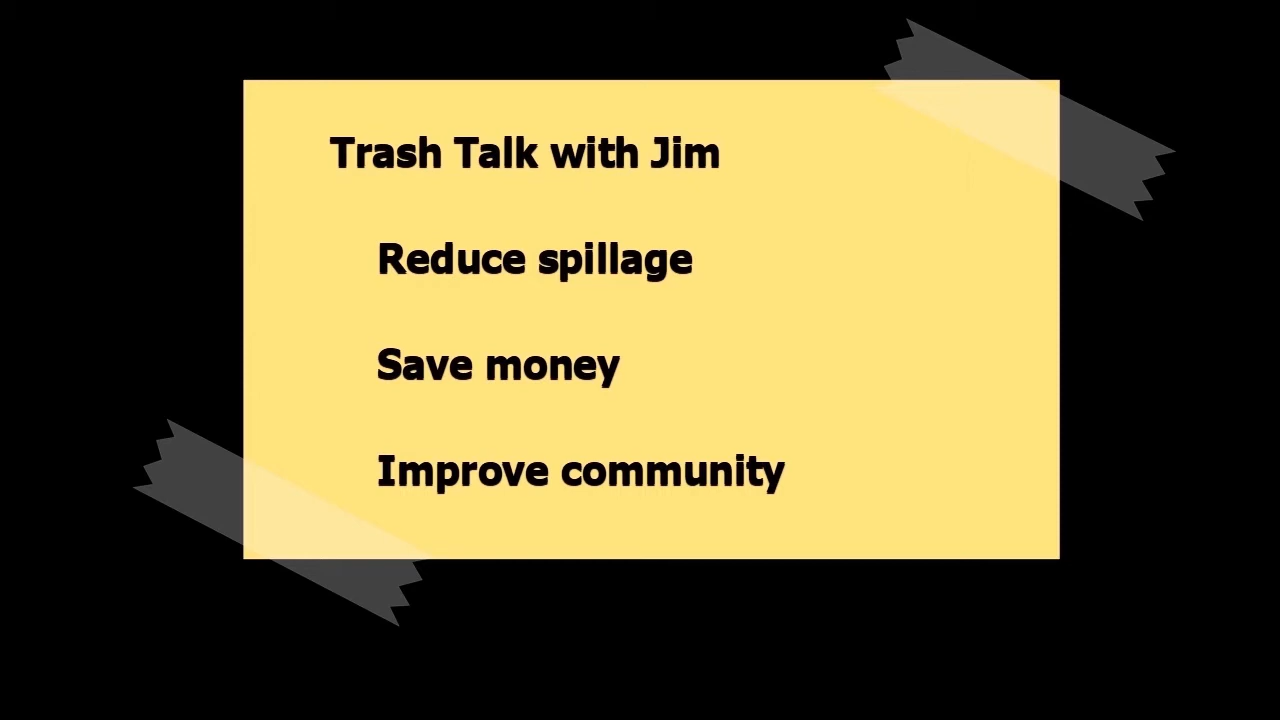 Trash Talk with Jim
Reduce spillage
Save money
Improve community